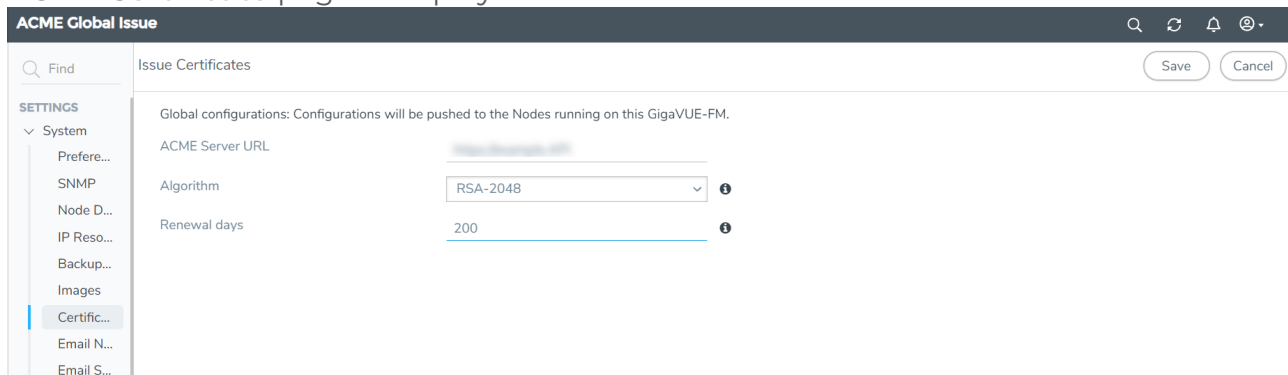 ACME Global Issue
Find
Issue Certificates
Save
Cancel
SETTINGS
System
Prefere...
SNMP
Node D...
IP Reso...
Backup...
Images
Certific...
Email N...
Email S...
Global configurations: Configurations will be pushed to the Nodes running on this GigaVUE-FM.
ACME Server URL
Algorithm
RSA-2048
Renewal days
200